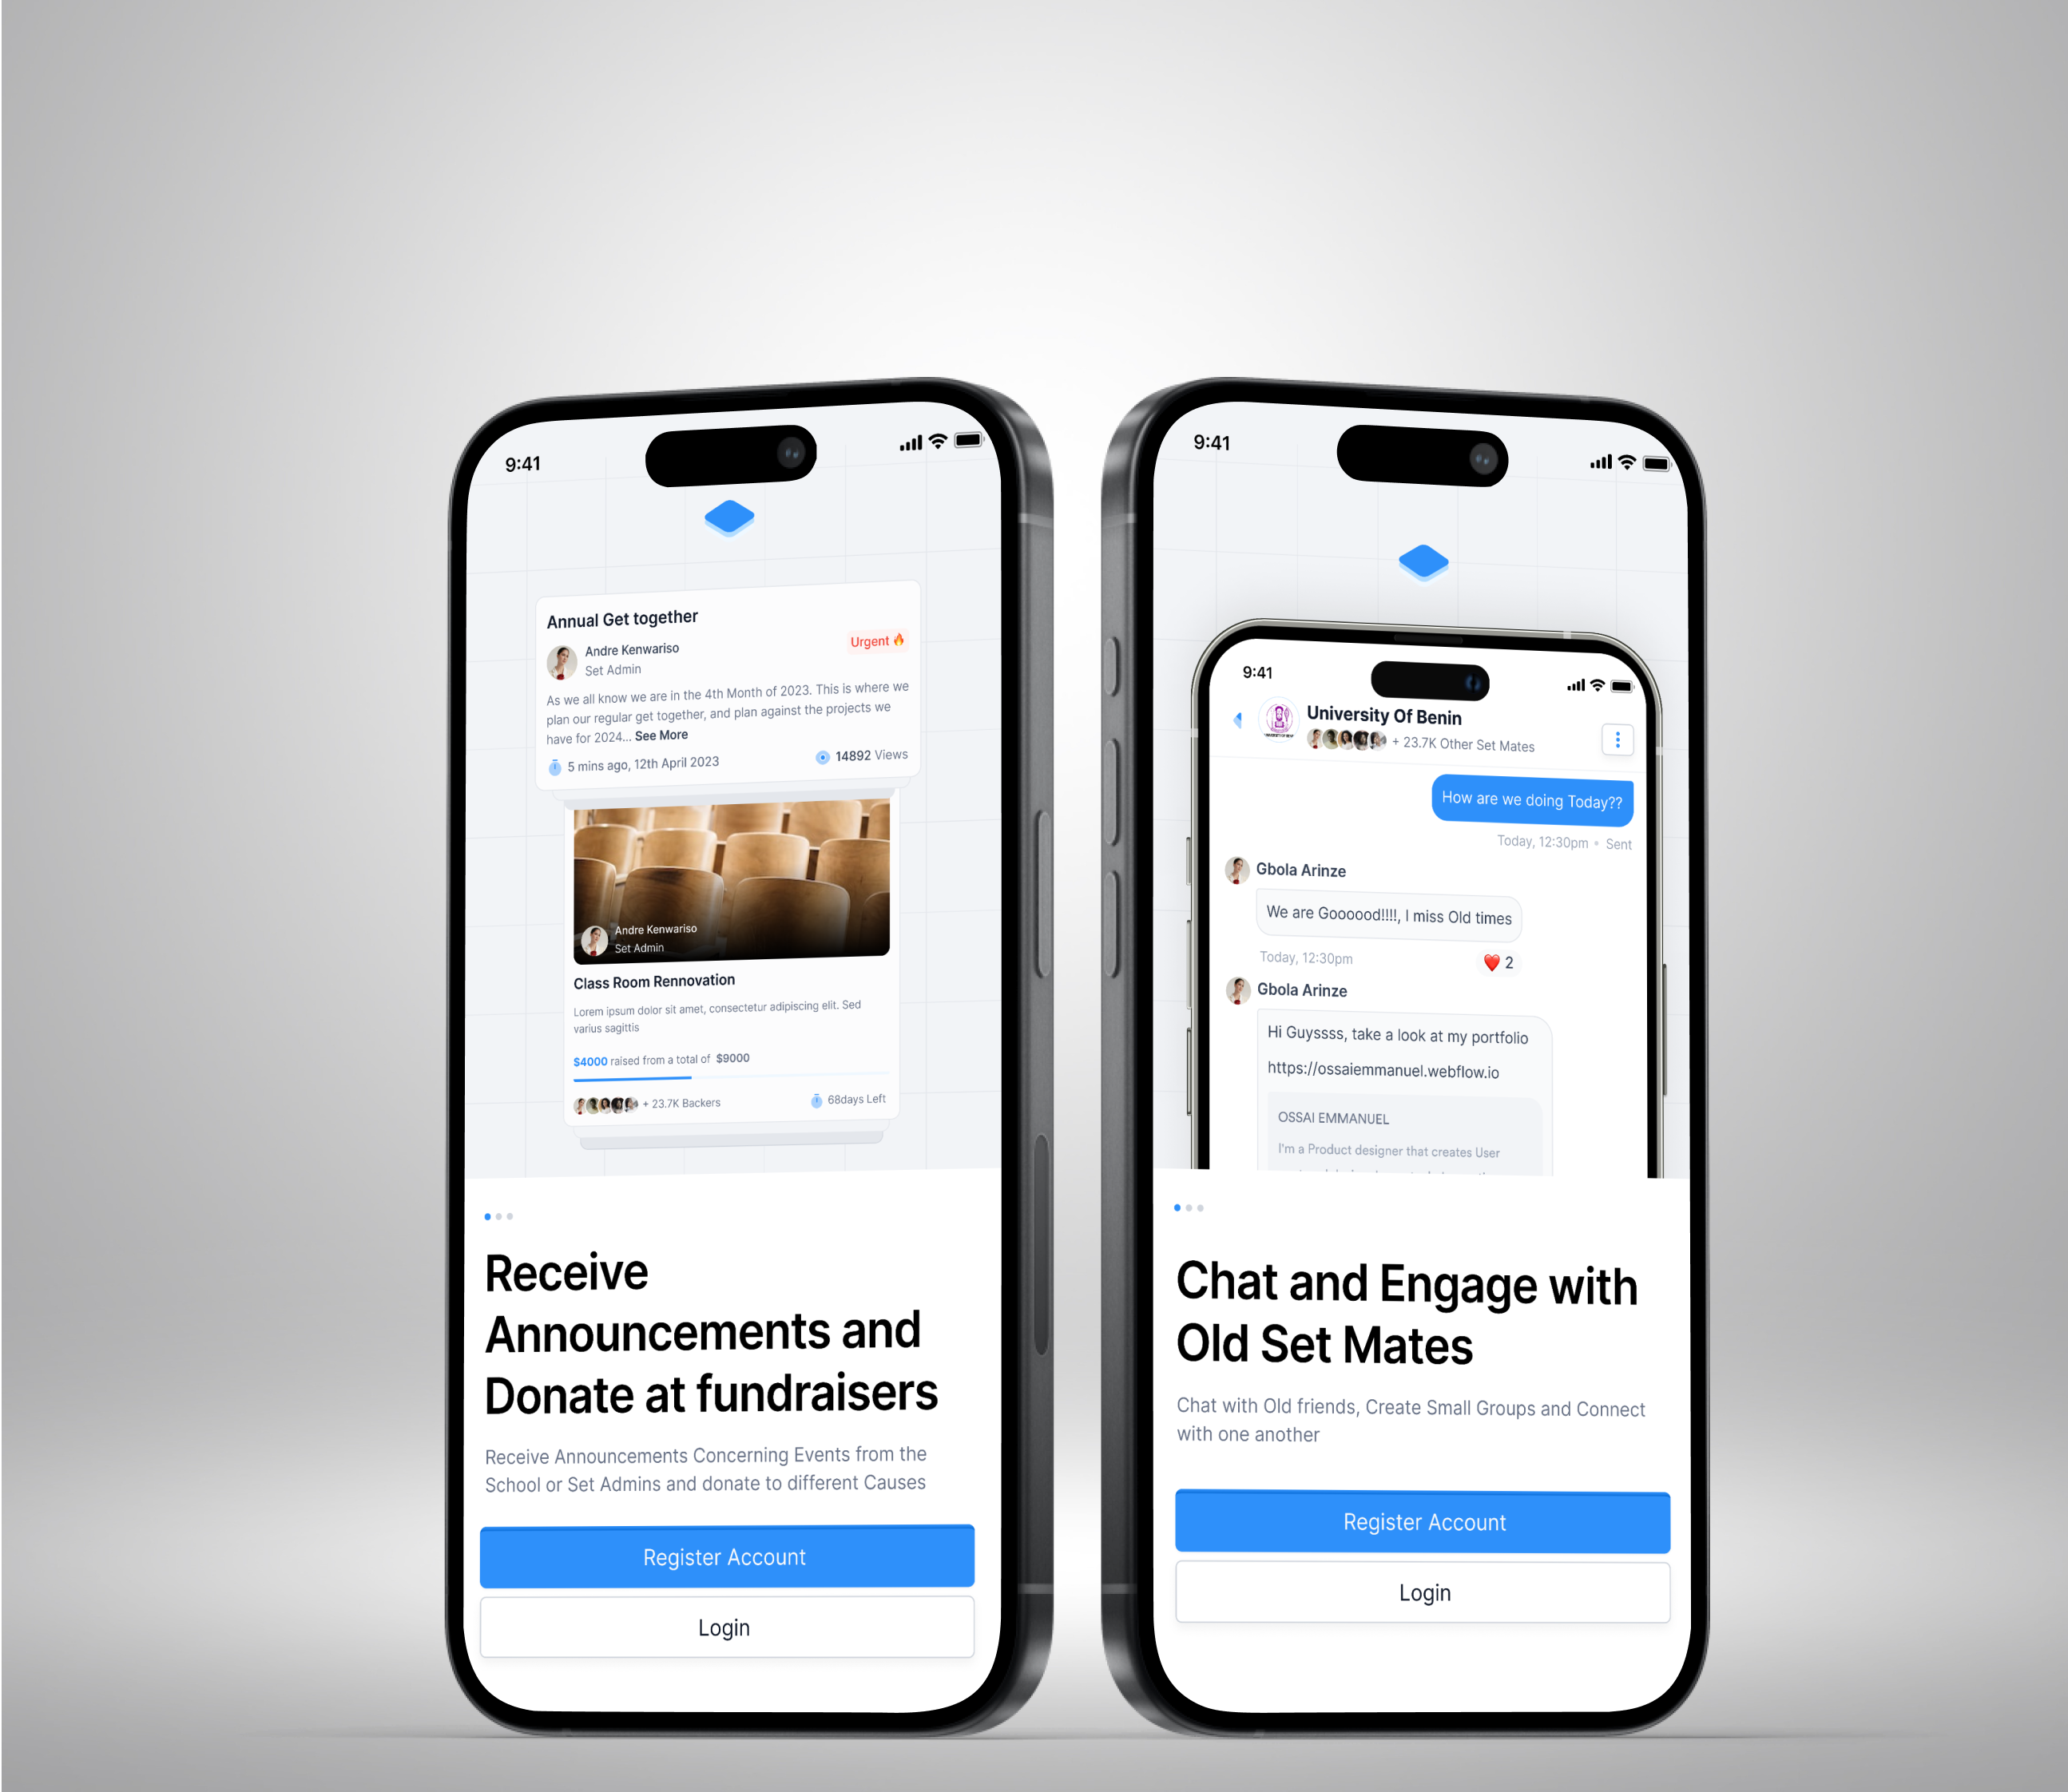 9:41
Annual Get together
Andre Kenwariso
Set Admin
Urgent 🔥
As we all know we are in the 4th Month of 2023. This is where we
plan our regular get together, and plan against the projects we
have for 2024... See More
5 mins ago, 12th April 2023
14892 Views
Andre Kenwariso
Set Admin
Class Room Rennovation
Lorem ipsum dolor sit amet, consectetur adipiscing elit. Sed
varius sagittis
$4000 raised from a total of $9000
+ 23.7K Backers
68days Left
Receive
Announcements and
Donate at fundraisers
Receive Announcements Concerning Events from the
School or Set Admins and donate to different Causes
Register Account
Login
9:41
9:41
University Of Benin
+ 23.7K Other Set Mates
How are we doing Today??
Today, 12:30pm • Sent
Gbola Arinze
We are Goooood!!!!, I miss Old times
Today, 12:30pm
❤️ 2
Gbola Arinze
Hi Guyssss, take a look at my portfolio
https://ossaiemmanuel.webflow.io
OSSAI EMMANUEL
I'm a Product designer that creates User
Chat and Engage with
Old Set Mates
Chat with Old friends, Create Small Groups and Connect
with one another
Register Account
Login